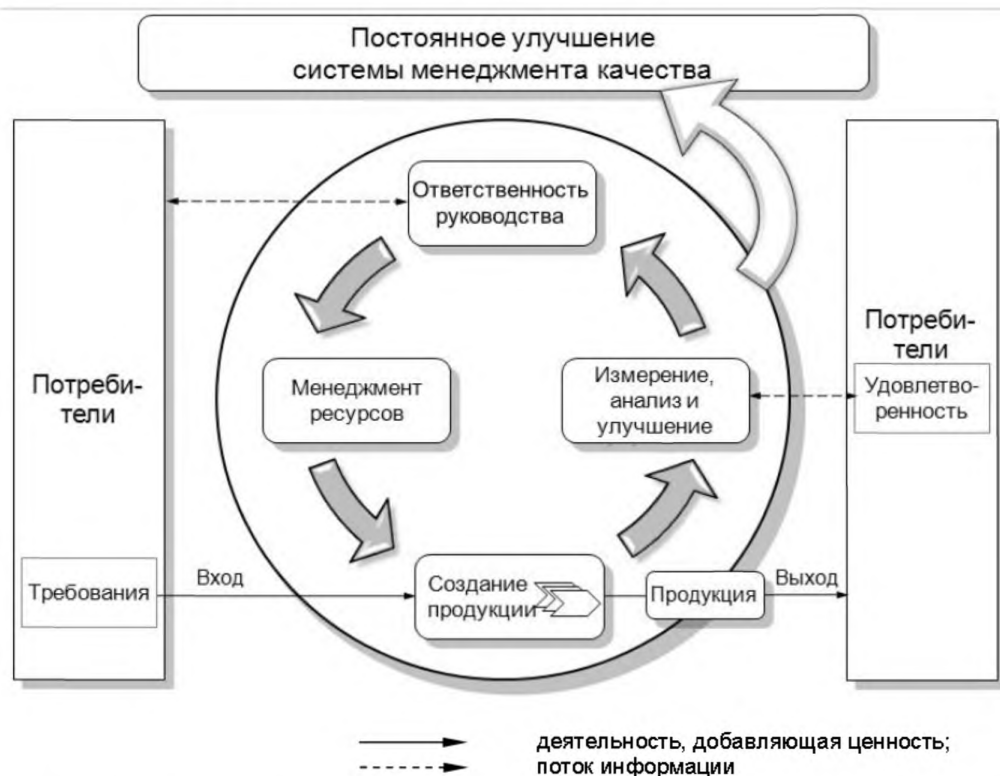 Постоянное улучшение
системы менеджмента качества
Ответственность
руководства
Потреби-
тели
Менеджмент
ресурсов
Измерение,
анализ и
улучшение
Потреби-
тели
Удовлетво-
ренность
Требования
Вход
Создание
продукции
Продукция
Выход
деятельность, добавляющая ценность;
поток информации